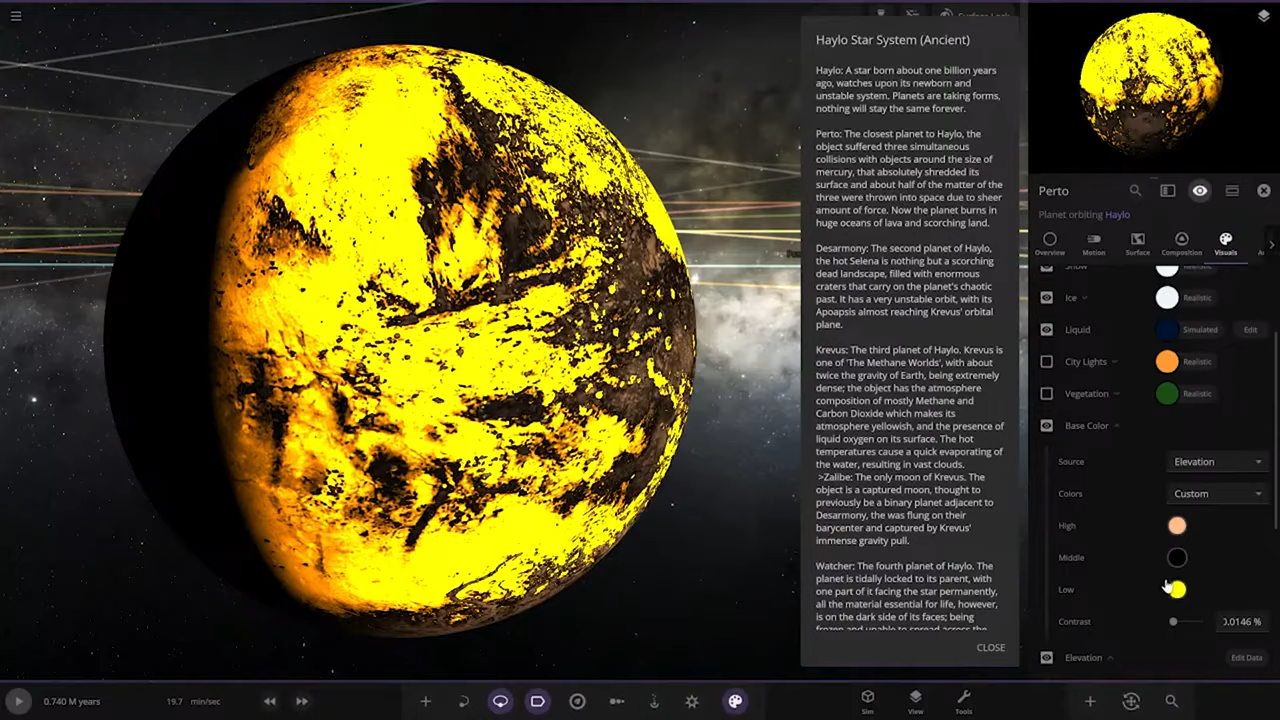 Haylo Star System (Ancient)
Haylo: A star born about one billion years
ago, watches upon its newborn and
unstable system. Planets are taking forms,
nothing will stay the same forever.
Perto: The closest planet to Haylo, the
object suffered three simultaneous
collisions with objects around the size of
mercury, that absolutely shredded its
surface and about half of the matter of the
three were thrown into space due to sheer
amount of force. Now the planet burns in
huge oceans of lava and scorching land.
Desarmony: The second planet of Haylo,
the hot Selena is nothing but a scorching
dead landscape, filled with enormous
craters that carry on the planet's chaotic
past. It has a very unstable orbit, with its
Apoapsis almost reaching Krevus' orbital
plane.
Krevus: The third planet of Haylo. Krevus is
one of 'The Methane Worlds', with about
twice the gravity of Earth, being extremely
dense; the object has the atmosphere
composition of mostly Methane and
Carbon Dioxide which makes its
atmosphere yellowish, and the presence of
liquid oxygen on its surface. The hot
temperatures cause a quick evaporating of
the water, resulting in vast clouds.
>Zalibe: The only moon of Krevus. The
object is a captured moon, thought to
previously be a binary planet adjacent to
Desarmony, the was flung on their
barycenter and captured by Krevus'
immense gravity pull.
Watcher: The fourth planet of Haylo. The
planet is tidally locked to its parent, with
one part of it facing the star permanently,
all the material essential for life, however,
is on the dark side of its faces; being
frozen and unable to spread across the
CLOSE
Perto
Planet orbiting Haylo
Overview Motion Surface Composition Visuals
Realistic
Ice Realistic
Liquid Simulated Edit
City Lights Realistic
Vegetation Realistic
Base Color
Source Elevation
Colors Custom
High
Middle
Low
Contrast 0.0146 %
Elevation Edit Data
0.740 M years 19.7 min/sec
Sim View Tools